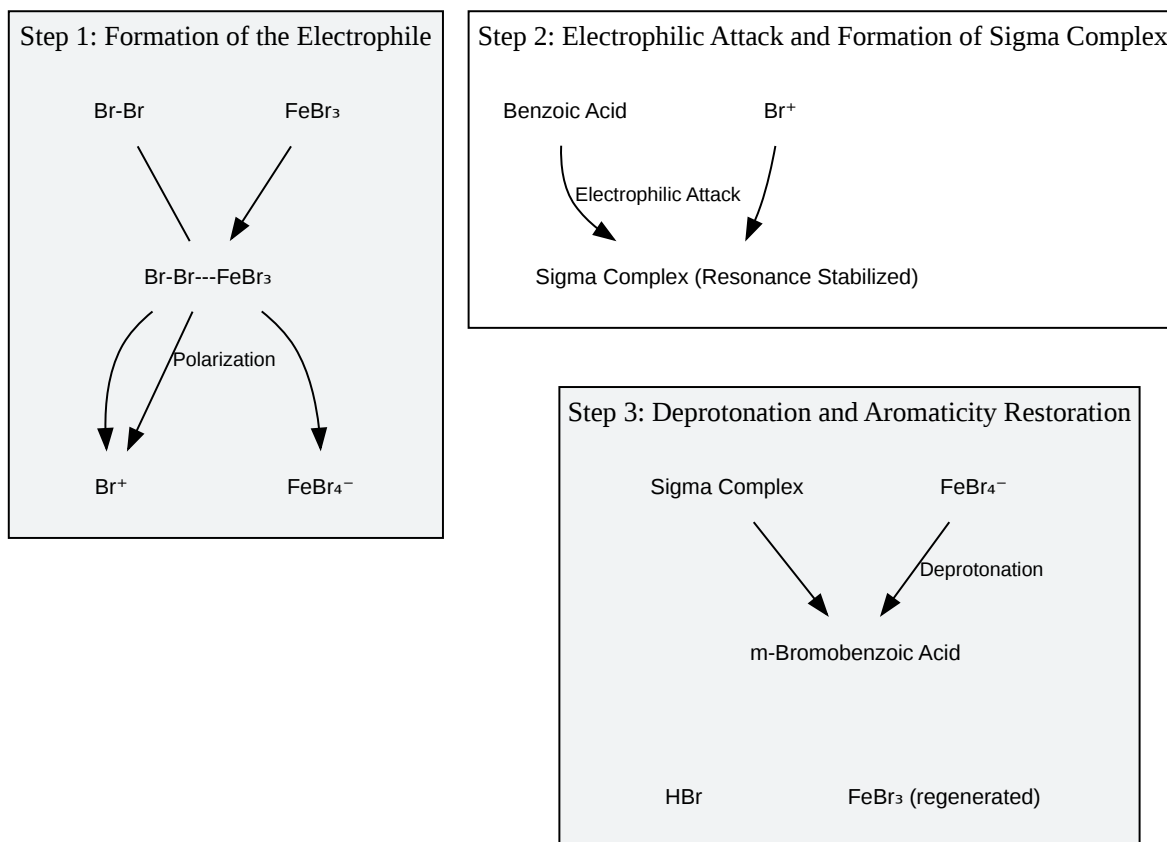 Step 1: Formation of the Electrophile
Br-Br
FeBr₃
Br-Br---FeBr₃
Polarization
Br⁺
FeBr₄⁻
Step 2: Electrophilic Attack and Formation of Sigma Complex
Benzoic Acid
Br⁺
Electrophilic Attack
Sigma Complex (Resonance Stabilized)
Step 3: Deprotonation and Aromaticity Restoration
Sigma Complex
FeBr₄⁻
Deprotonation
m-Bromobenzoic Acid
HBr
FeBr₃ (regenerated)